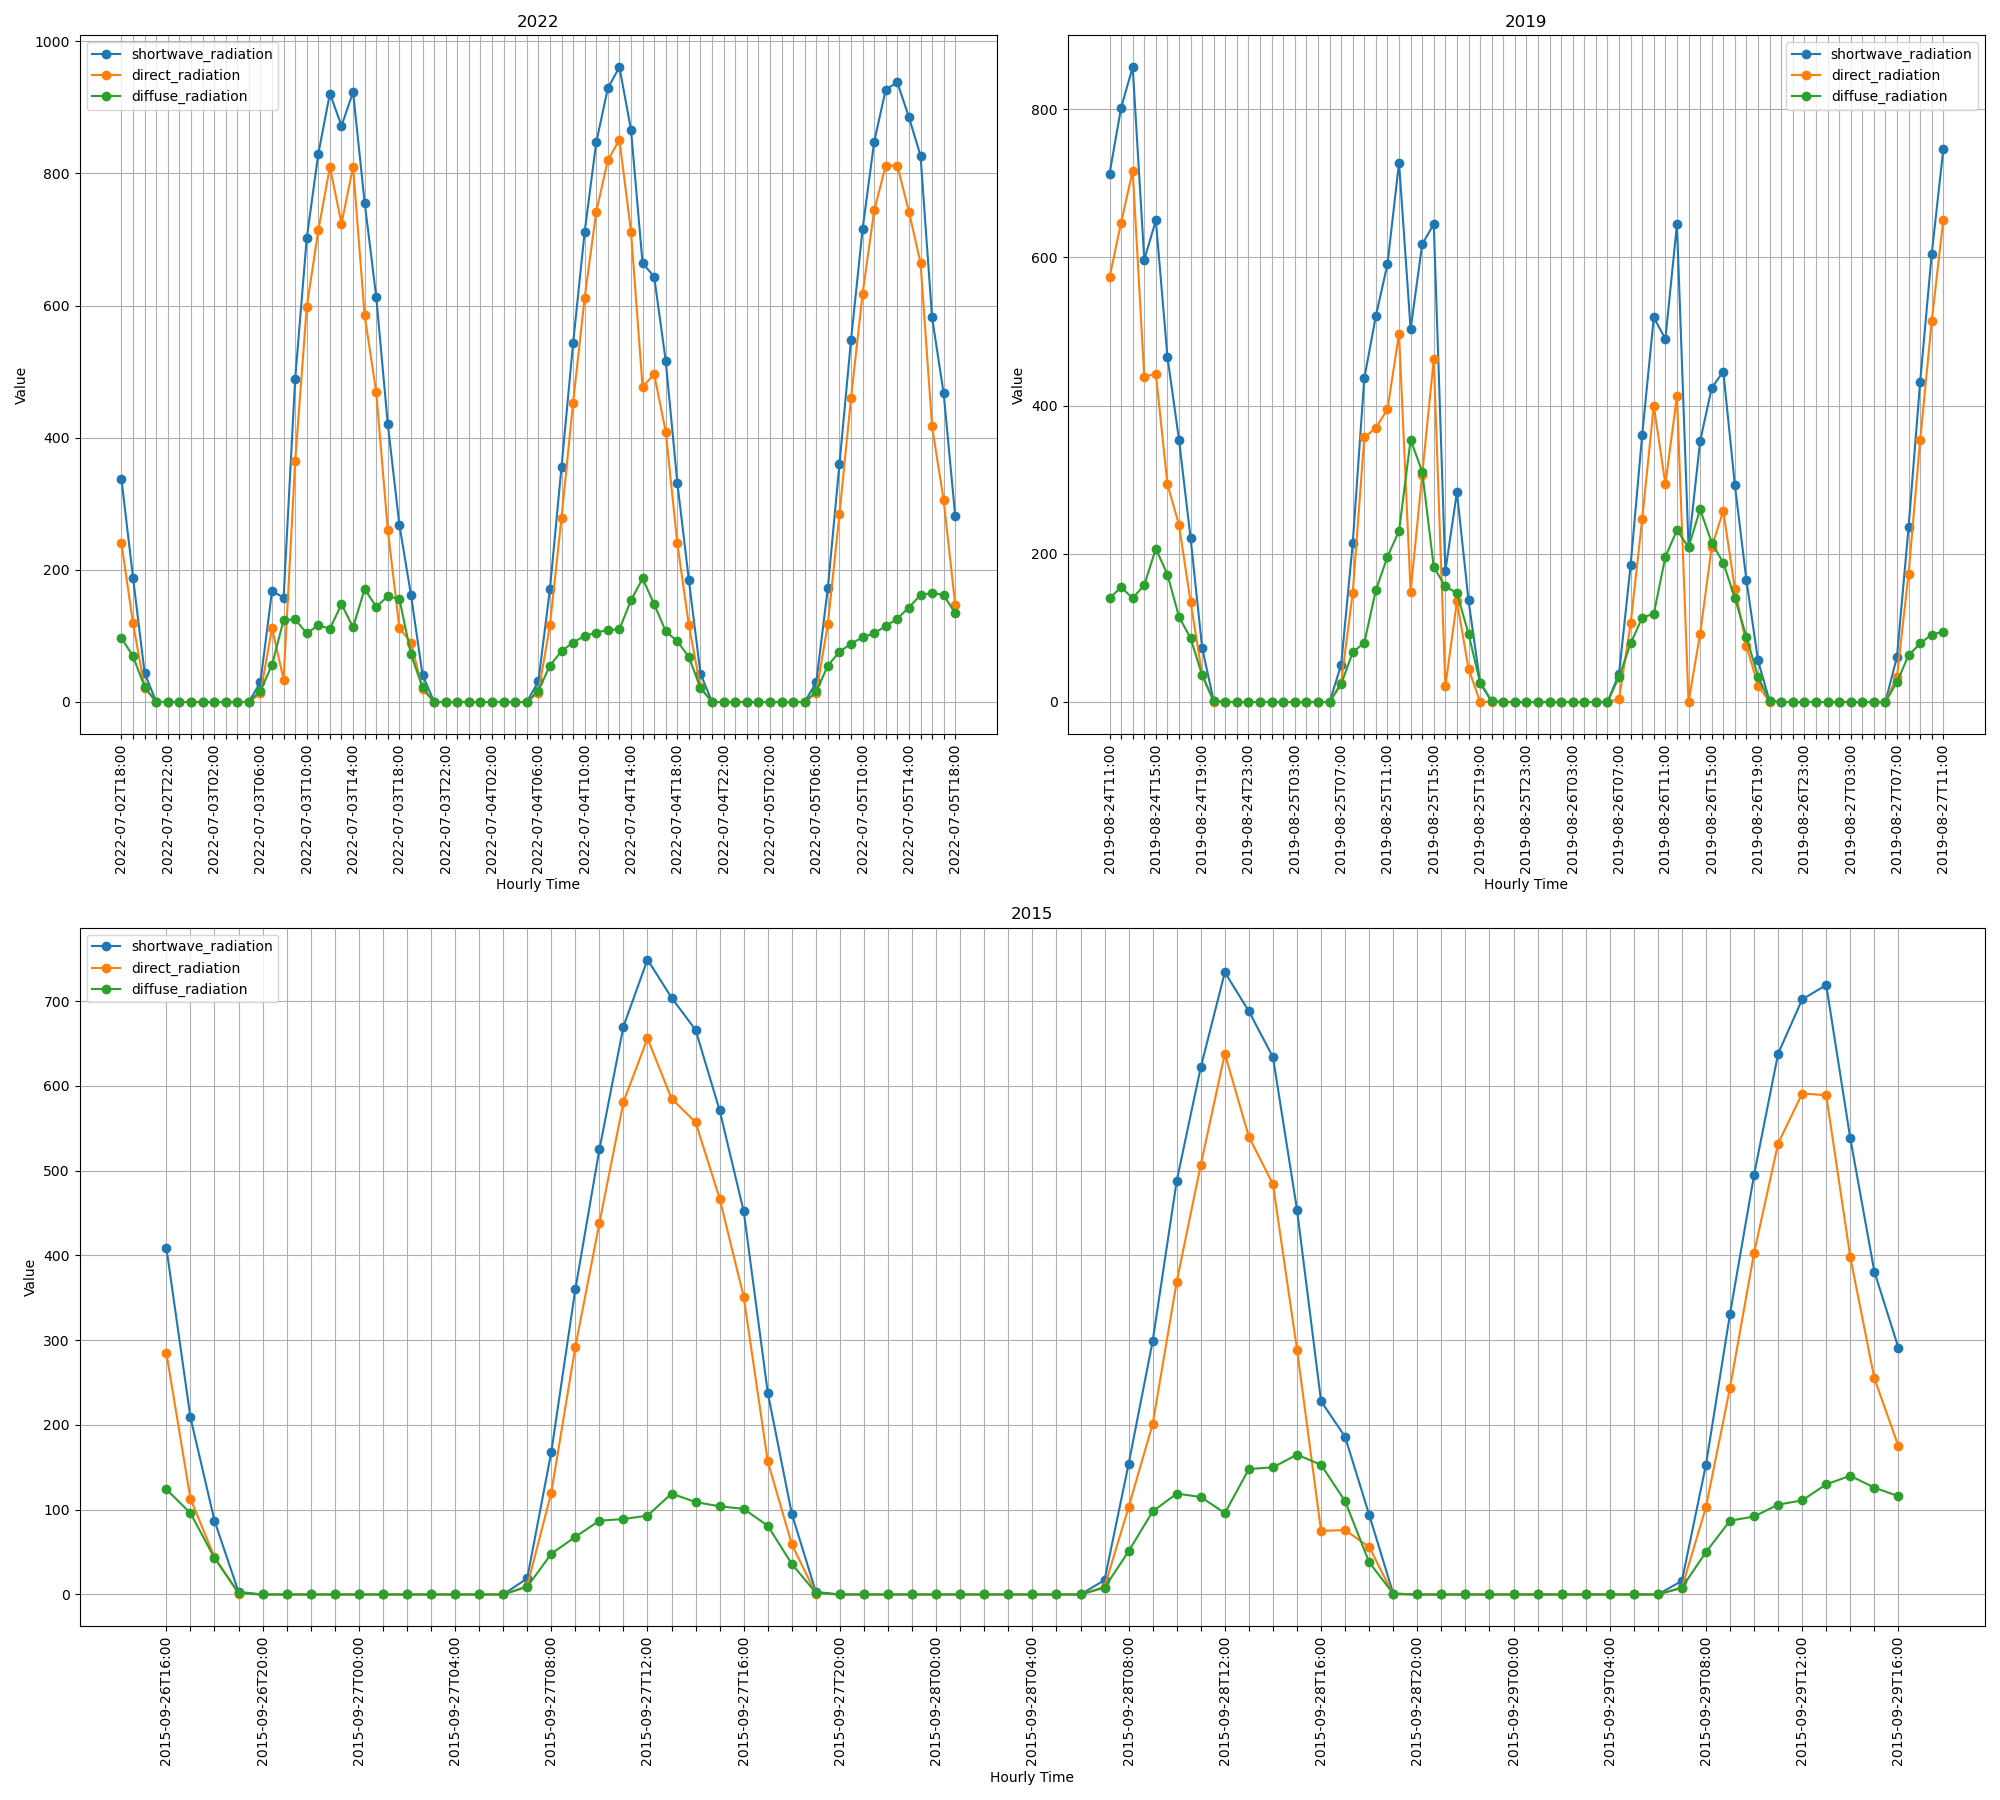 2022
shortwave_radiation
direct_radiation
diffuse_radiation
1000
800
600
400
200
0
Value
2022-07-02T18:00
2022-07-02T22:00
2022-07-03T02:00
2022-07-03T06:00
2022-07-03T10:00
2022-07-03T14:00
2022-07-03T18:00
2022-07-03T22:00
2022-07-04T02:00
2022-07-04T06:00
2022-07-04T10:00
2022-07-04T14:00
2022-07-04T18:00
2022-07-04T22:00
2022-07-05T02:00
2022-07-05T06:00
2022-07-05T10:00
2022-07-05T14:00
2022-07-05T18:00
Hourly Time
2019
shortwave_radiation
direct_radiation
diffuse_radiation
800
600
400
200
0
Value
2019-08-24T11:00
2019-08-24T15:00
2019-08-24T19:00
2019-08-24T23:00
2019-08-25T03:00
2019-08-25T07:00
2019-08-25T11:00
2019-08-25T15:00
2019-08-25T19:00
2019-08-25T23:00
2019-08-26T03:00
2019-08-26T07:00
2019-08-26T11:00
2019-08-26T15:00
2019-08-26T19:00
2019-08-26T23:00
2019-08-27T03:00
2019-08-27T07:00
2019-08-27T11:00
Hourly Time
2015
shortwave_radiation
direct_radiation
diffuse_radiation
700
600
500
400
300
200
100
0
Value
2015-09-26T16:00
2015-09-26T20:00
2015-09-27T00:00
2015-09-27T04:00
2015-09-27T08:00
2015-09-27T12:00
2015-09-27T16:00
2015-09-27T20:00
2015-09-28T00:00
2015-09-28T04:00
2015-09-28T08:00
2015-09-28T12:00
2015-09-28T16:00
2015-09-28T20:00
2015-09-29T00:00
2015-09-29T04:00
2015-09-29T08:00
2015-09-29T12:00
2015-09-29T16:00
Hourly Time